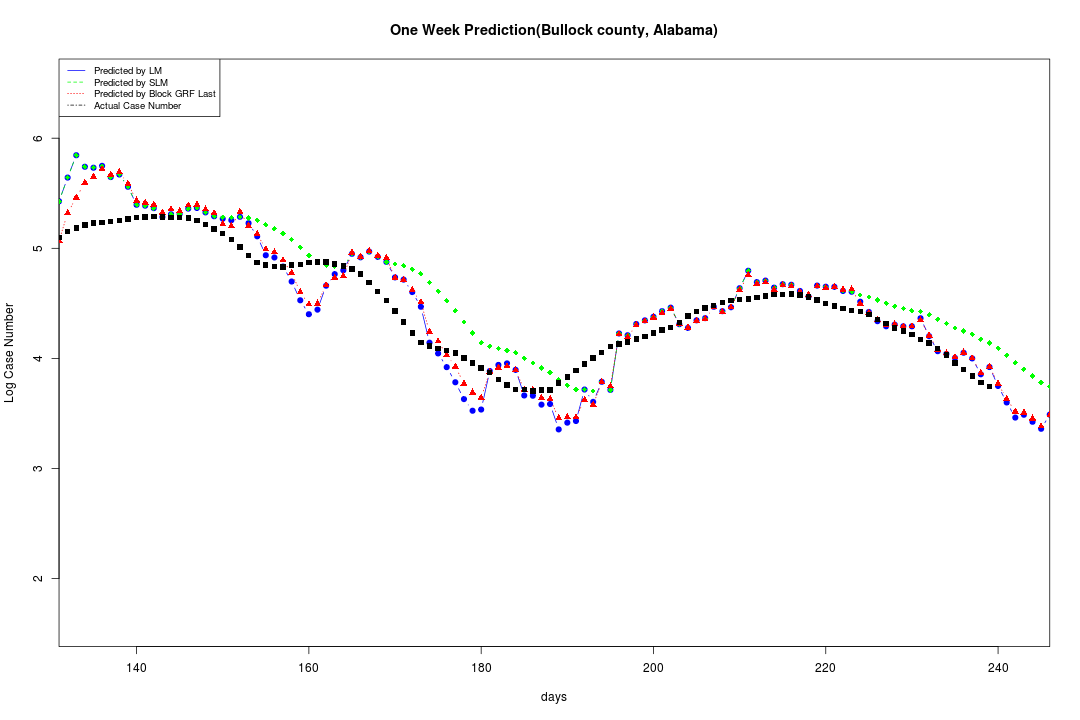 One Week Prediction(Bullock county, Alabama)
Predicted by LM
Predicted by SLM
Predicted by Block GRF Last
Actual Case Number
6
5
4
3
2
Log Case Number
140 160 180 200 220 240
days